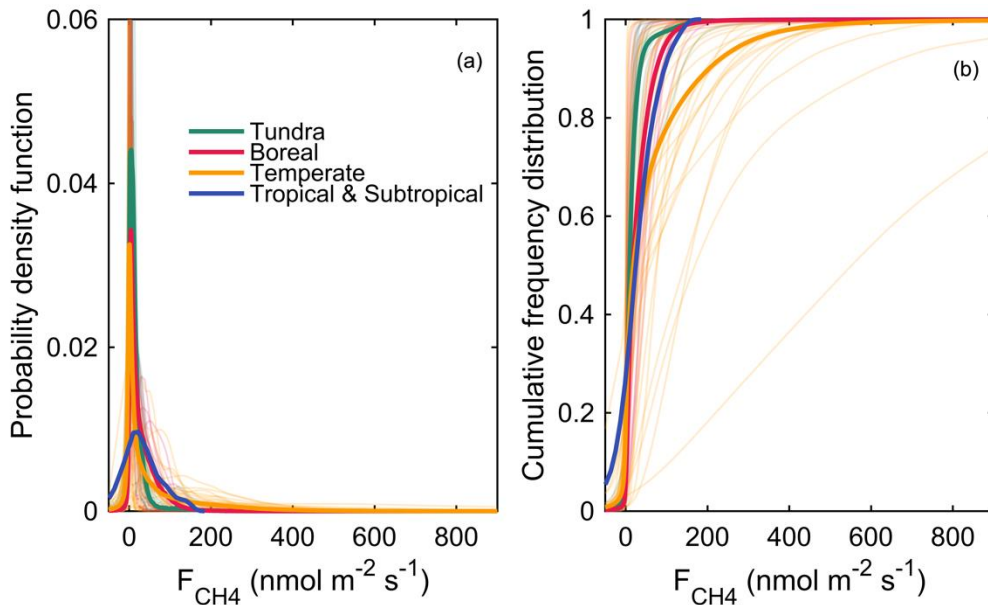 (a)
0.06
0.04
0.02
0
Probability density function
Tundra
Boreal
Temperate
Tropical & Subtropical
0 200 400 600 800
F_CH4 (nmol m^-2 s^-1)
(b)
1
0.8
0.6
0.4
0.2
0
Cumulative frequency distribution
0 200 400 600 800
F_CH4 (nmol m^-2 s^-1)